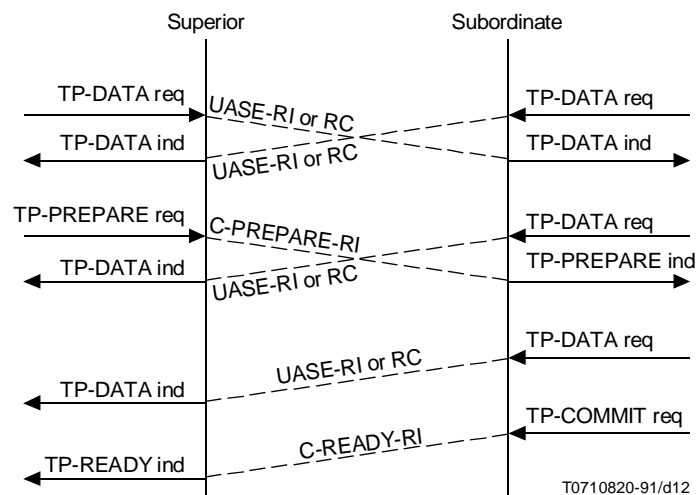 Superior
Subordinate
TP-DATA req
UASE-RI or RC
TP-DATA req
TP-DATA ind
UASE-RI or RC
TP-DATA ind
TP-PREPARE req
C-PREPARE-RI
TP-DATA req
TP-DATA ind
UASE-RI or RC
TP-PREPARE ind
UASE-RI or RC
TP-DATA req
TP-DATA ind
C-READY-RI
TP-COMMIT req
TP-READY ind
T0710820-91/d12